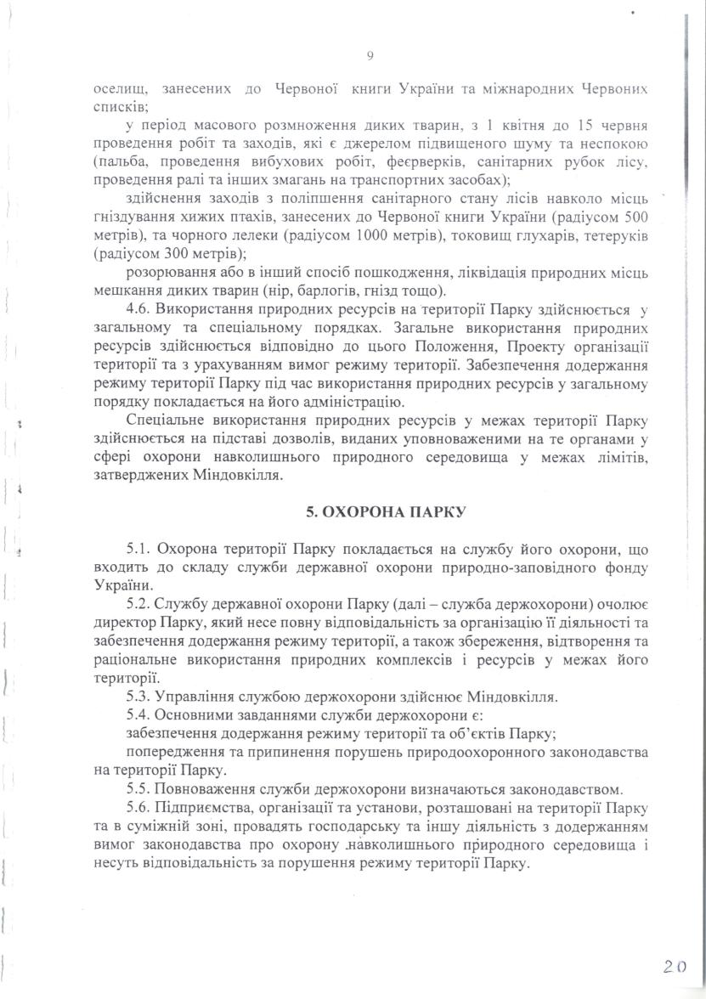 9
оселищ, занесених до Червоної книги України та міжнародних Червоних
списків;
у період масового розмноження диких тварин, з 1 квітня до 15 червня
проведення робіт та заходів, які є джерелом підвищеного шуму та неспокою
(пальба, проведення вибухових робіт, феєрверків, санітарних рубок лісу,
проведення ралі та інших змагань на транспортних засобах);
здійснення заходів з поліпшення санітарного стану лісів навколо місць
гніздування хижих птахів, занесених до Червоної книги України (радіусом 500
метрів), та чорного лелеки (радіусом 1000 метрів), токовищ глухарів, тетеруків
(радіусом 300 метрів);
розорювання або в інший спосіб пошкодження, ліквідація природних місць
мешкання диких тварин (нір, барлогів, гнізд тощо).
4.6. Використання природних ресурсів на території Парку здійснюється у
загальному та спеціальному порядках. Загальне використання природних
ресурсів здійснюється відповідно до цього Положення, Проекту організації
території та з урахуванням вимог режиму території. Забезпечення додержання
режиму території Парку під час використання природних ресурсів у загальному
порядку покладається на його адміністрацію.
Спеціальне використання природних ресурсів у межах території Парку
здійснюється на підставі дозволів, виданих уповноваженими на те органами у
сфері охорони навколишнього природного середовища у межах лімітів,
затверджених Міндовкілля.
5. ОХОРОНА ПАРКУ
5.1. Охорона території Парку покладається на службу його охорони, що
входить до складу служби державної охорони природно-заповідного фонду
України.
5.2. Службу державної охорони Парку (далі – служба держохорони) очолює
директор Парку, який несе повну відповідальність за організацію її діяльності та
забезпечення додержання режиму території, а також збереження, відтворення та
раціональне використання природних комплексів і ресурсів у межах його
території.
5.3. Управління службою держохорони здійснює Міндовкілля.
5.4. Основними завданнями служби держохорони є:
забезпечення додержання режиму території та об’єктів Парку;
попередження та припинення порушень природоохоронного законодавства
на території Парку.
5.5. Повноваження служби держохорони визначаються законодавством.
5.6. Підприємства, організації та установи, розташовані на території Парку
та в суміжній зоні, провадять господарську та іншу діяльність з додержанням
вимог законодавства про охорону навколишнього природного середовища і
несуть відповідальність за порушення режиму території Парку.
20